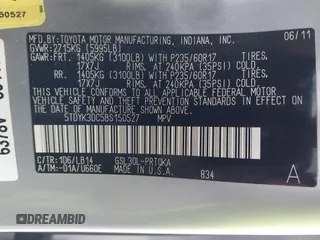 50527
MFD. BY: TOYOTA MOTOR MANUFACTURING, INDIANA, INC.
06/11
GVWR: 2715KG (5995LB)
GAWR:FRT. 1405KG (3100LB) WITH P235/60R17 TIRES,
17X7J RIMS, AT 240KPA (35PSI) COLD
RR. 1405KG (3100LB) WITH P235/60R17 TIRES,
17X7J RIMS, AT 240KPA (35PSI) COLD
THIS VEHICLE CONFORMS TO ALL APPLICABLE
FEDERAL MOTOR VEHICLE SAFETY, BUMPER, AND THEFT PREVENTION STANDARDS IN EFFECT ON THE DATE OF MANUFACTURE SHOWN ABOVE.
5TDYK3DC5BS150527 MPV
C/TR:1D6/LB14 GSL30L-PRTQKA
A/TM:-01A/U660E MADE IN U.S.A. 834
DREAMBID